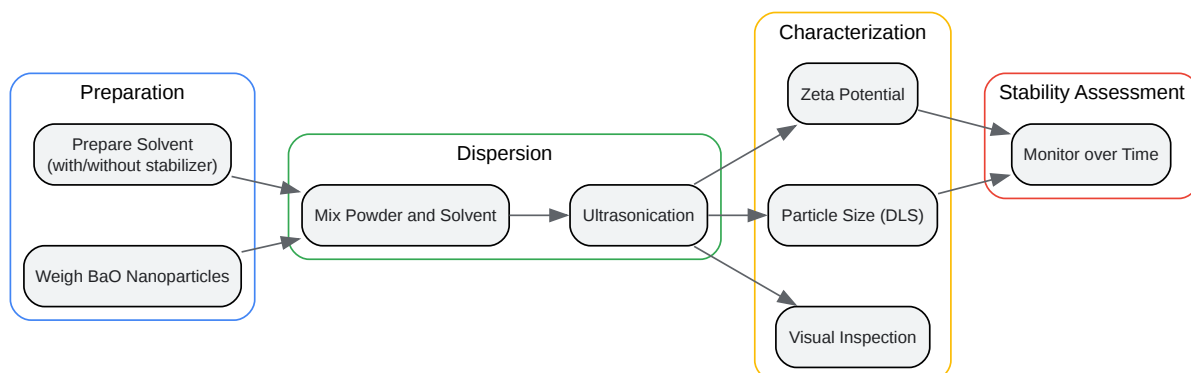 Preparation
Prepare Solvent
(with/without stabilizer)
Weigh BaO Nanoparticles
Dispersion
Mix Powder and Solvent
Ultrasonication
Characterization
Zeta Potential
Particle Size (DLS)
Visual Inspection
Stability Assessment
Monitor over Time